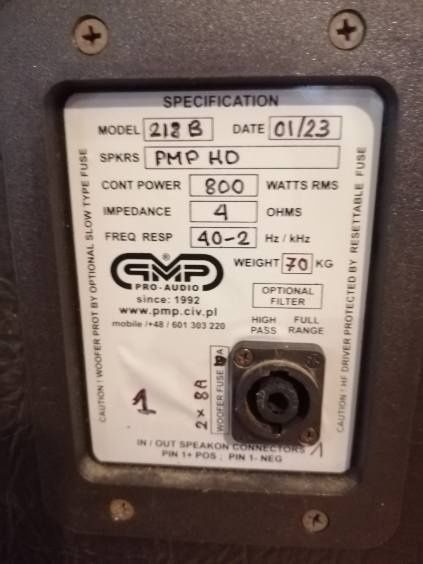 SPECIFICATION
MODEL 218 B DATE 01/23
SPKRS PMP HD
CONT POWER 800 WATTS RMS
IMPEDANCE 4 OHMS
FREQ RESP 40-2 Hz / kHz
WEIGHT 70 KG
PMP ®
PRO-AUDIO
since: 1992
www.pmp.civ.pl
mobile /+48 / 601 303 220
OPTIONAL
FILTER
HIGH PASS
FULL RANGE
CAUTION ! WOOFER PROT BY OPTIONAL SLOW TYPE FUSE
CAUTION ! HF DRIVER PROTECTED BY RESETTABLE FUSE
1
2 x 8A
WOOFER FUSE A
IN / OUT SPEAKON CONNECTORS 1
PIN 1+ POS ; PIN 1- NEG